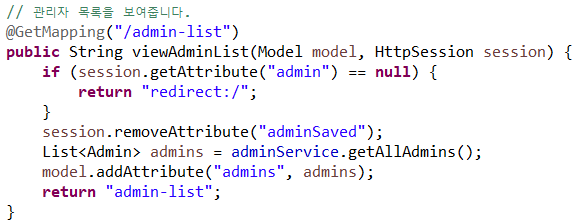 // 관리자 목록을 보여줍니다.
@GetMapping("/admin-list")
public String viewAdminList(Model model, HttpSession session) {
    if (session.getAttribute("admin") == null) {
        return "redirect:/";
    }
    session.removeAttribute("adminSaved");
    List<Admin> admins = adminService.getAllAdmins();
    model.addAttribute("admins", admins);
    return "admin-list";
}